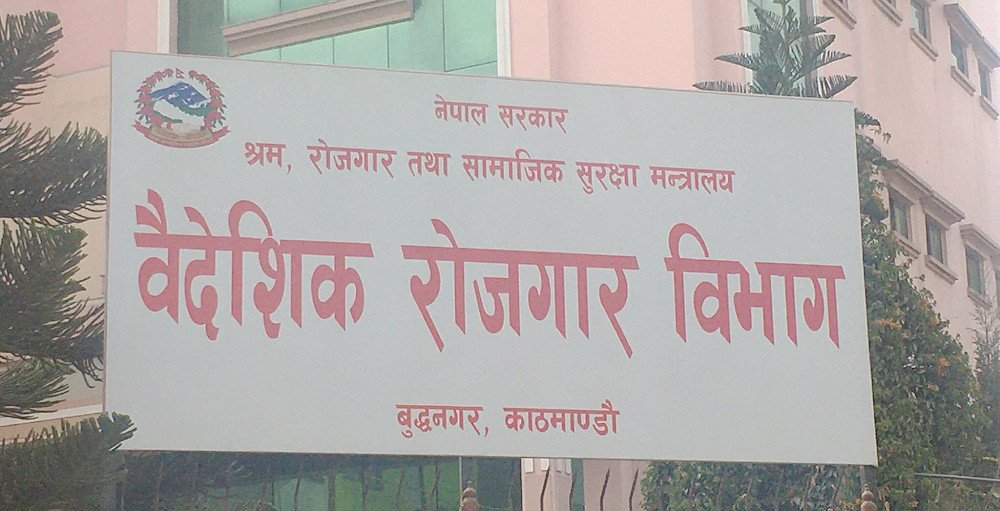 नेपाल सरकार
श्रम, रोजगार तथा सामाजिक सुरक्षा मन्त्रालय
वैदेशिक रोजगार विभाग
बुद्धनगर, काठमाण्डौ